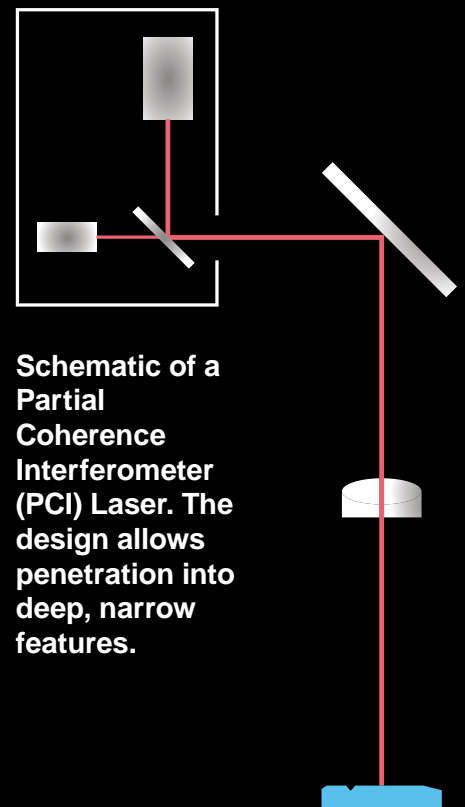 Schematic of a
Partial
Coherence
Interferometer
(PCI) Laser. The
design allows
penetration into
deep, narrow
features.